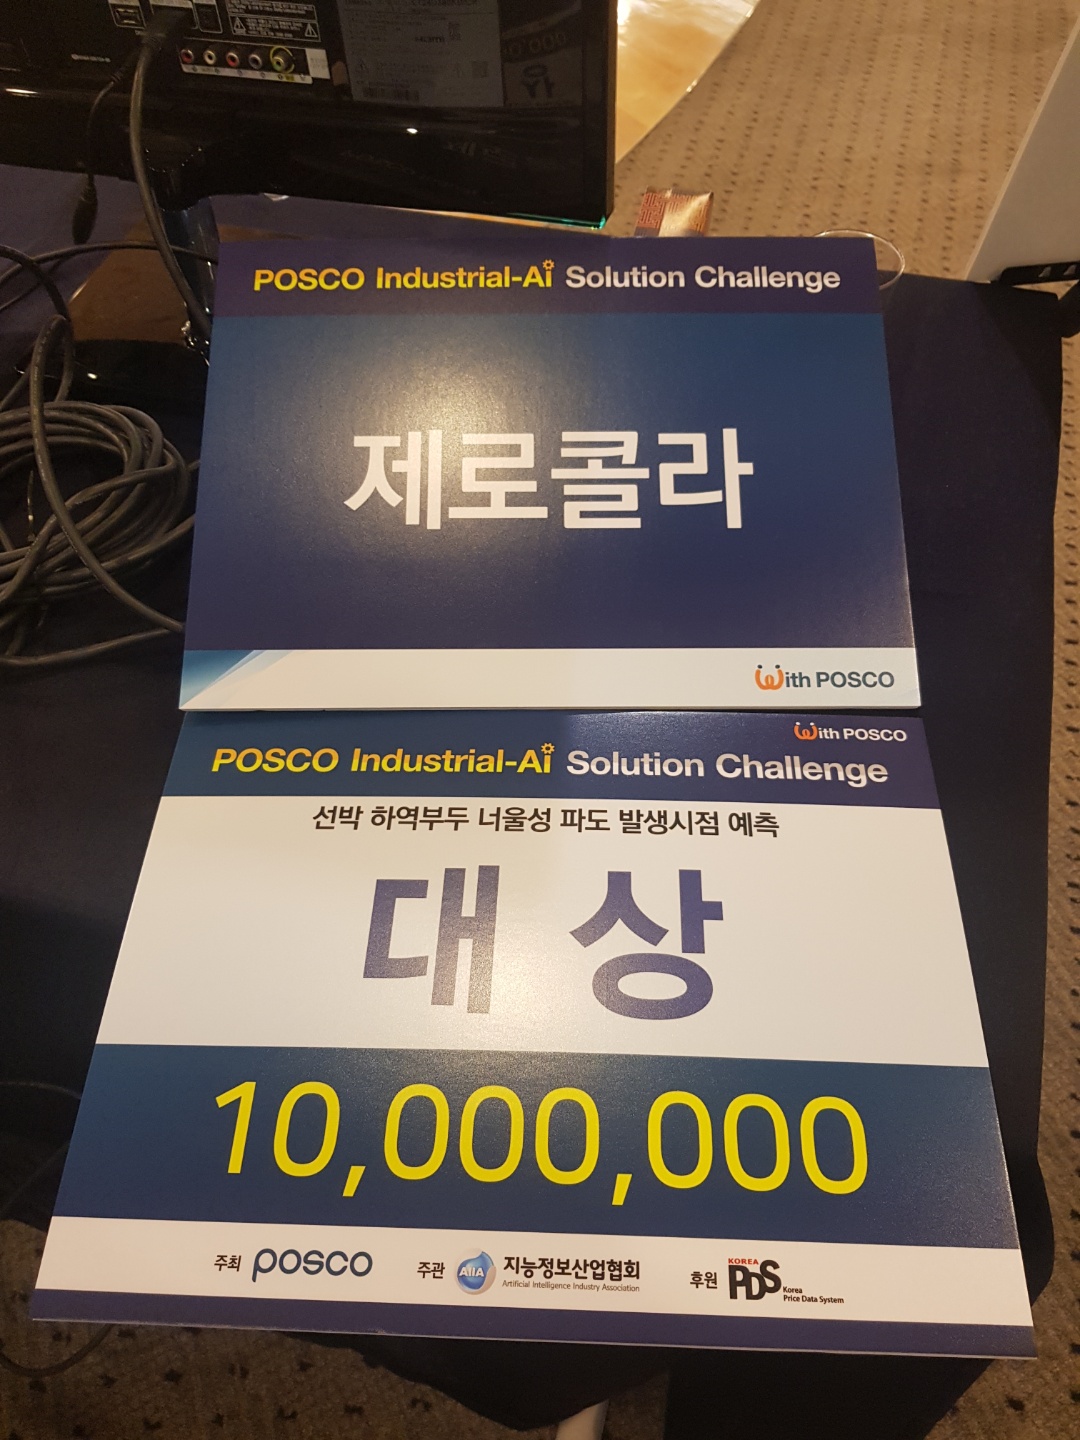 POSCO Industrial-Ai Solution Challenge
제로콜라
With POSCO
With POSCO
POSCO Industrial-Ai Solution Challenge
선박 하역부두 너울성 파도 발생시점 예측
대 상
10,000,000
주최 posco 주관 AIIA 지능정보산업협회 Artificial Intelligence Industry Association 후원 KOREA PDS Korea Price Data System